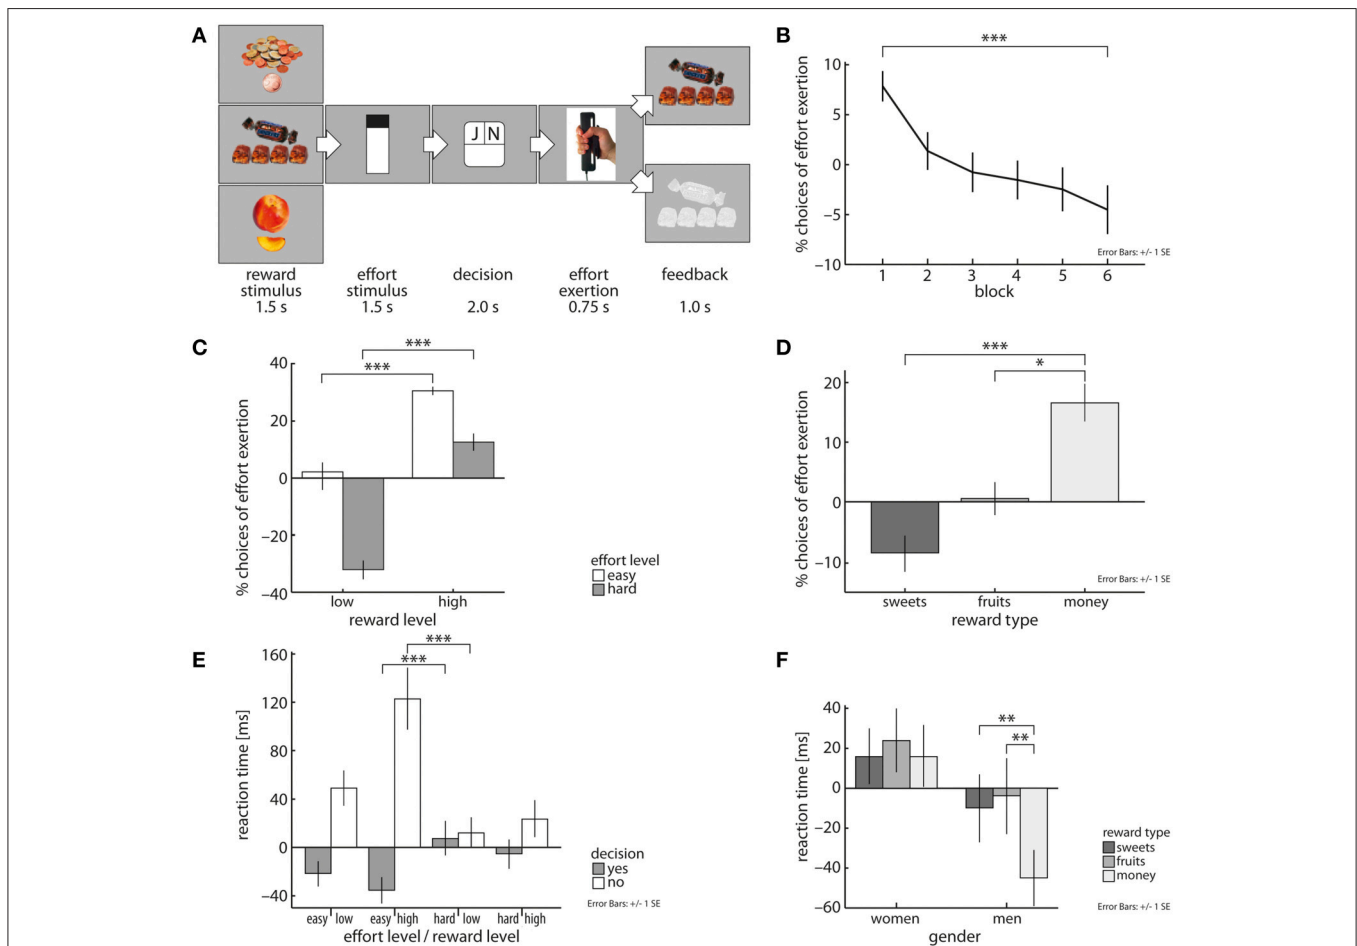 A
J N
reward
stimulus
1.5 s
effort
stimulus
1.5 s
decision
2.0 s
effort
exertion
0.75 s
feedback
1.0 s
B
***
% choices of effort exertion
10
5
0
−5
−10
1 2 3 4 5 6
block
Error Bars: +/- 1 SE
C
***
***
% choices of effort exertion
40
20
0
−20
−40
low high
reward level
effort level
easy
hard
D
***
*
% choices of effort exertion
20
10
0
−10
sweets fruits money
reward type
Error Bars: +/- 1 SE
E
***
***
reaction time [ms]
160
120
80
40
0
−40
easy low easy high hard low hard high
effort level / reward level
decision
yes
no
Error Bars: +/- 1 SE
F
**
**
reaction time [ms]
40
20
0
−20
−40
−60
women men
gender
reward type
sweets
fruits
money
Error Bars: +/- 1 SE